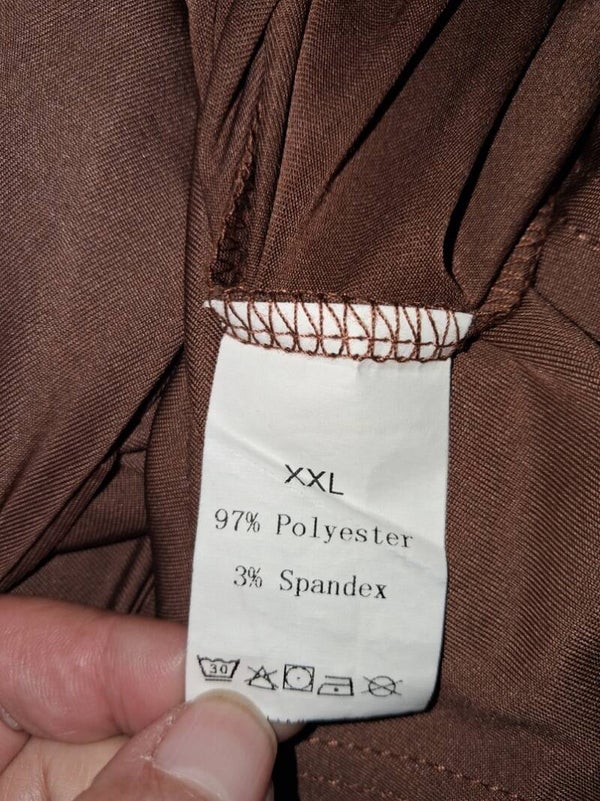 XXL
97% Polyester
3% Spandex
30